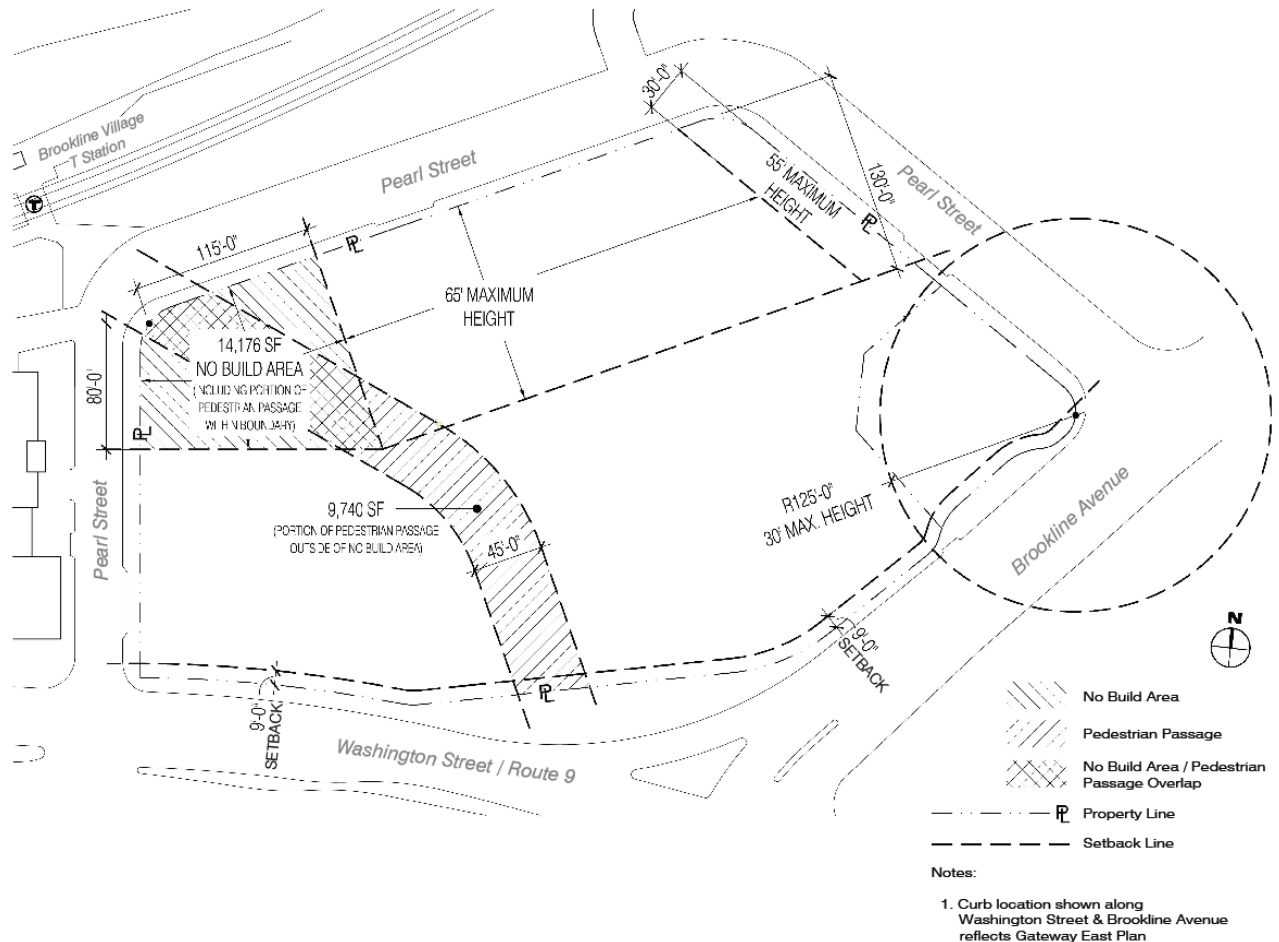 Brookline Village
T Station
T
Pearl Street
30'-0"
55' MAXIMUM
HEIGHT
130'-0"
PL
Pearl Street
115'-0"
PL
65' MAXIMUM
HEIGHT
14,176 SF
NO BUILD AREA
(INCLUDING PORTION OF
PEDESTRIAN PASSAGE
WITHIN BOUNDARY)
80'-0"
PL
Pearl Street
9,740 SF
(PORTION OF PEDESTRIAN PASSAGE
OUTSIDE OF NO BUILD AREA)
45'-0"
R125'-0"
30' MAX. HEIGHT
Brookline Avenue
9'-0"
SETBACK
PL
9'-0"
SETBACK
Washington Street / Route 9
N
No Build Area
Pedestrian Passage
No Build Area / Pedestrian
Passage Overlap
PL Property Line
Setback Line
Notes:
1. Curb location shown along
Washington Street & Brookline Avenue
reflects Gateway East Plan